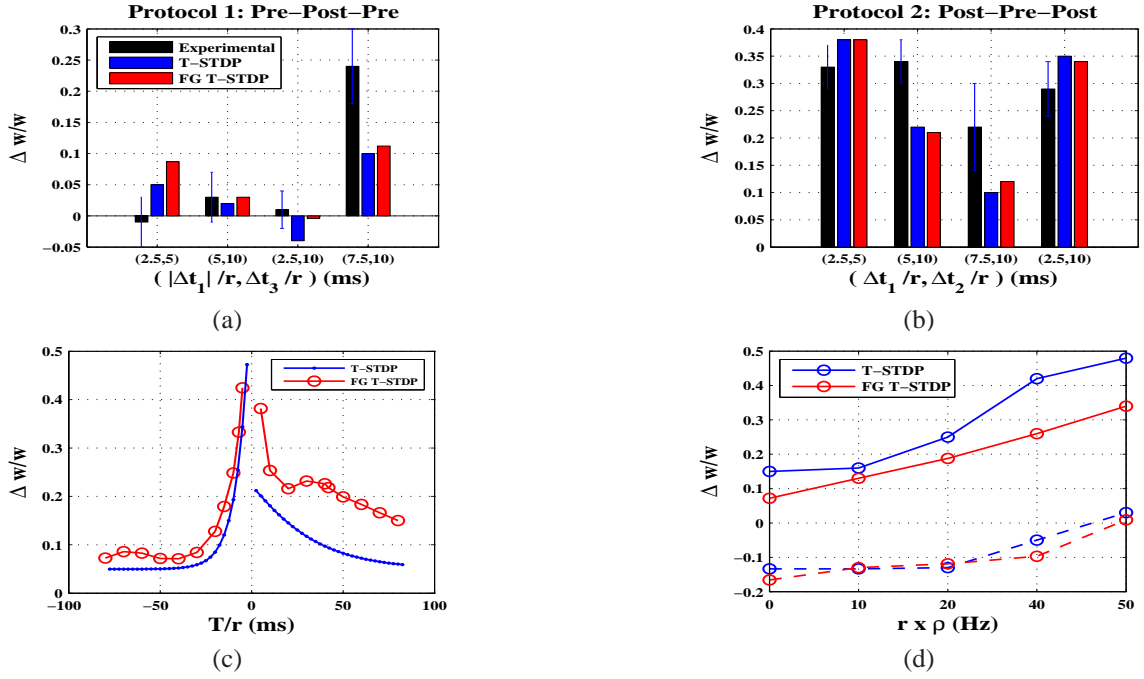 Protocol 1: Pre−Post−Pre
0.3
0.25
0.2
0.15
0.1
0.05
0
−0.05
Δ w/w
Experimental
T−STDP
FG T−STDP
(2.5,5) (5,10) (2.5,10) (7.5,10)
( |Δt₁| /r, Δt₃ /r ) (ms)
(a)
Protocol 2: Post−Pre−Post
0.4
0.35
0.3
0.25
0.2
0.15
0.1
0.05
0
Δ w/w
(2.5,5) (5,10) (7.5,10) (2.5,10)
( Δt₁ /r, Δt₂ /r ) (ms)
(b)
0.5
0.4
0.3
0.2
0.1
0
Δ w/w
T−STDP
FG T−STDP
−100 −50 0 50 100
T/r (ms)
(c)
0.5
0.4
0.3
0.2
0.1
0
−0.1
−0.2
Δ w/w
T−STDP
FG T−STDP
0 10 20 40 50
r x ρ (Hz)
(d)